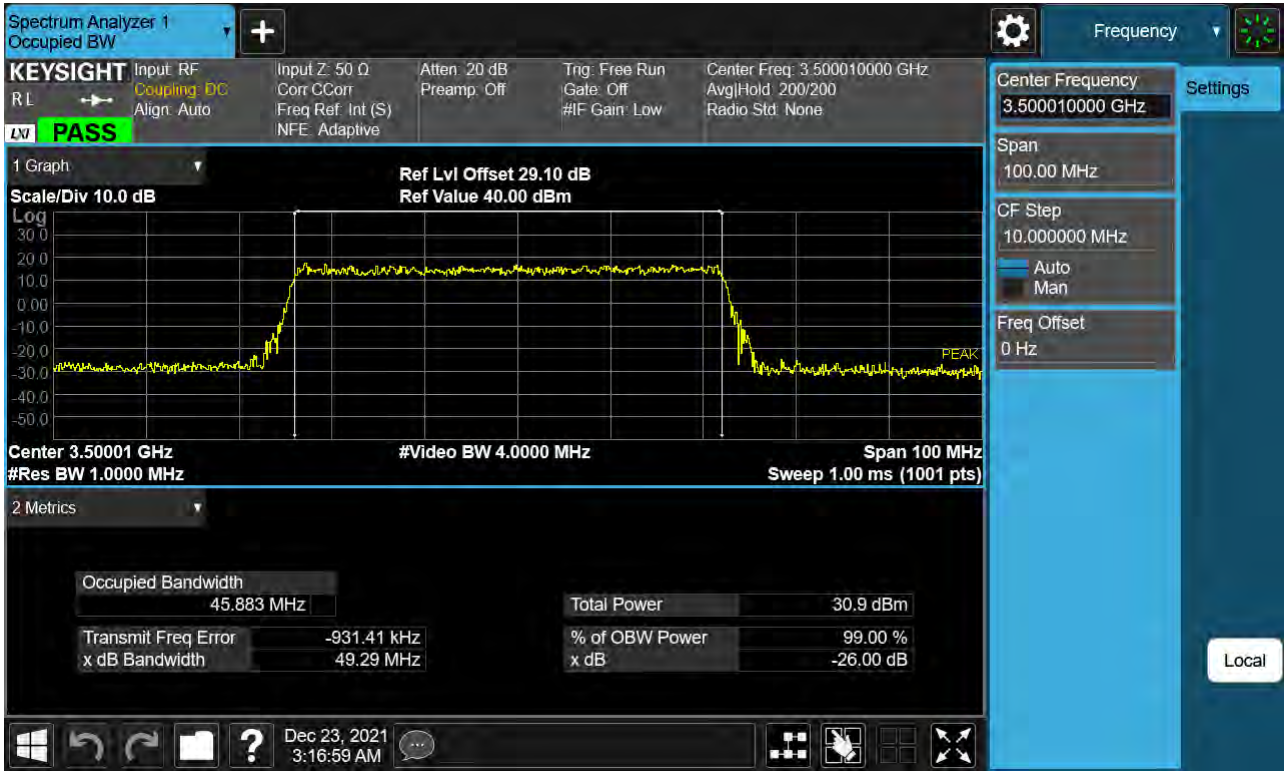 Spectrum Analyzer 1
Occupied BW
Frequency
KEYSIGHT
R L
LXI PASS
Input: RF
Coupling: DC
Align: Auto
Input Z: 50 Ω
Corr CCorr
Freq Ref: Int (S)
NFE: Adaptive
Atten: 20 dB
Preamp: Off
Trig: Free Run
Gate: Off
#IF Gain: Low
Center Freq: 3.500010000 GHz
Avg|Hold: 200/200
Radio Std: None
Center Frequency
3.500010000 GHz
Settings
Span
100.00 MHz
CF Step
10.000000 MHz
Auto
Man
Freq Offset
0 Hz
Local
1 Graph
Scale/Div 10.0 dB
Ref Lvl Offset 29.10 dB
Ref Value 40.00 dBm
Log
30.0
20.0
10.0
0.00
-10.0
-20.0
-30.0
-40.0
-50.0
PEAK
Center 3.50001 GHz
#Video BW 4.0000 MHz
Span 100 MHz
#Res BW 1.0000 MHz
Sweep 1.00 ms (1001 pts)
2 Metrics
Occupied Bandwidth
45.883 MHz
Total Power 30.9 dBm
Transmit Freq Error -931.41 kHz
% of OBW Power 99.00 %
x dB Bandwidth 49.29 MHz
x dB -26.00 dB
?
Dec 23, 2021
3:16:59 AM